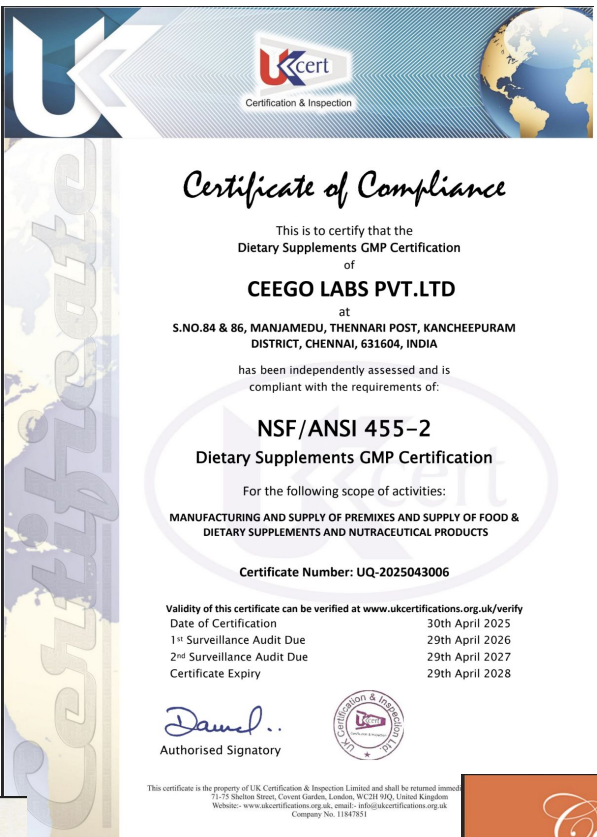 UKcert
Certification & Inspection
Certificate of Compliance
This is to certify that the
Dietary Supplements GMP Certification
of
CEEGO LABS PVT.LTD
at
S.NO.84 & 86, MANJAMEDU, THENNARI POST, KANCHEEPURAM
DISTRICT, CHENNAI, 631604, INDIA
has been independently assessed and is
compliant with the requirements of:
NSF/ANSI 455-2
Dietary Supplements GMP Certification
For the following scope of activities:
MANUFACTURING AND SUPPLY OF PREMIXES AND SUPPLY OF FOOD &
DIETARY SUPPLEMENTS AND NUTRACEUTICAL PRODUCTS
Certificate Number: UQ-2025043006
Validity of this certificate can be verified at www.ukcertifications.org.uk/verify
Date of Certification 30th April 2025
1st Surveillance Audit Due 29th April 2026
2nd Surveillance Audit Due 29th April 2027
Certificate Expiry 29th April 2028
Authorised Signatory
UK Certification & Inspection Ltd.
UKcert
This certificate is the property of UK Certification & Inspection Limited and shall be returned immedi
71-75 Shelton Street, Covent Garden, London, WC2H 9JQ, United Kingdom
Website:- www.ukcertifications.org.uk, email:- info@ukcertifications.org.uk
Company No. 11847851
Certificate